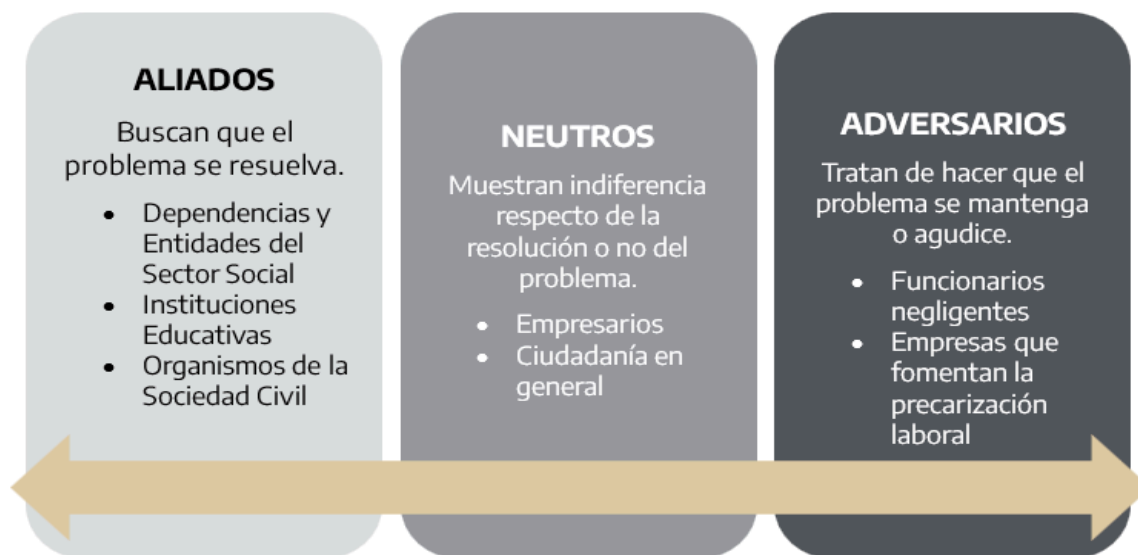 ALIADOS
Buscan que el
problema se resuelva.
• Dependencias y
Entidades del
Sector Social
• Instituciones
Educativas
• Organismos de la
Sociedad Civil
NEUTROS
Muestran indiferencia
respecto de la
resolución o no del
problema.
• Empresarios
• Ciudadanía en
general
ADVERSARIOS
Tratan de hacer que el
problema se mantenga
o agudice.
• Funcionarios
negligentes
• Empresas que
fomentan la
precarización
laboral